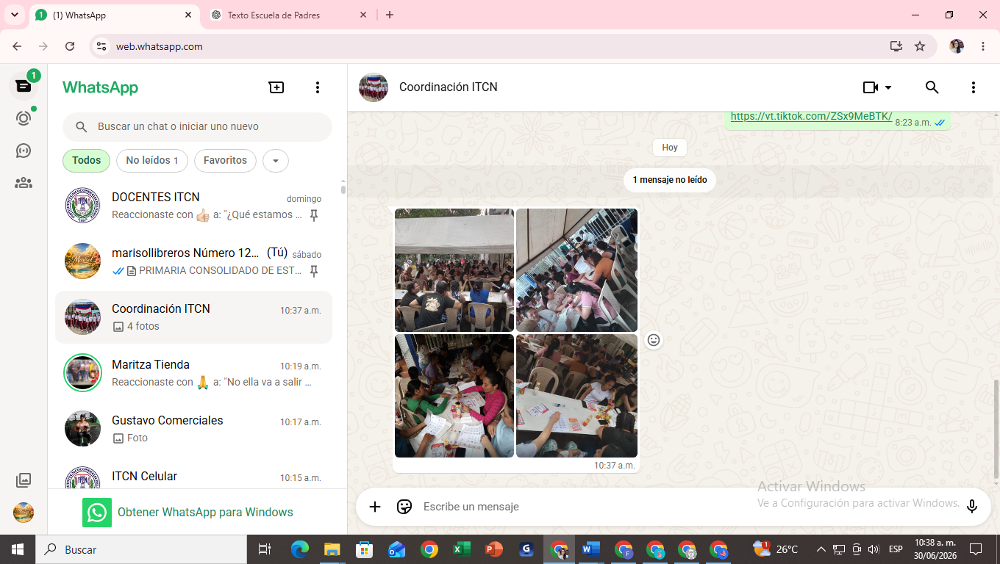 (1) WhatsApp
Texto Escuela de Padres
web.whatsapp.com
1
WhatsApp
Buscar un chat o iniciar uno nuevo
Todos
No leídos 1
Favoritos
DOCENTES ITCN
domingo
Reaccionaste con 👍🏻 a: "¿Qué estamos ...
marisollibreros Número 12... (Tú)
sábado
PRIMARIA CONSOLIDADO DE EST...
Coordinación ITCN
10:37 a.m.
4 fotos
Maritza Tienda
10:19 a.m.
Reaccionaste con 🙏 a: "No ella va a salir ...
Gustavo Comerciales
10:17 a.m.
Foto
ITCN Celular
10:15 a.m.
Obtener WhatsApp para Windows
Coordinación ITCN
https://vt.tiktok.com/ZSx9MeBTK/
8:23 a.m.
Hoy
1 mensaje no leído
10:37 a.m.
Activar Windows
Ve a Configuración para activar Windows.
Escribe un mensaje
Buscar
26°C
ESP
10:38 a. m.
30/06/2026